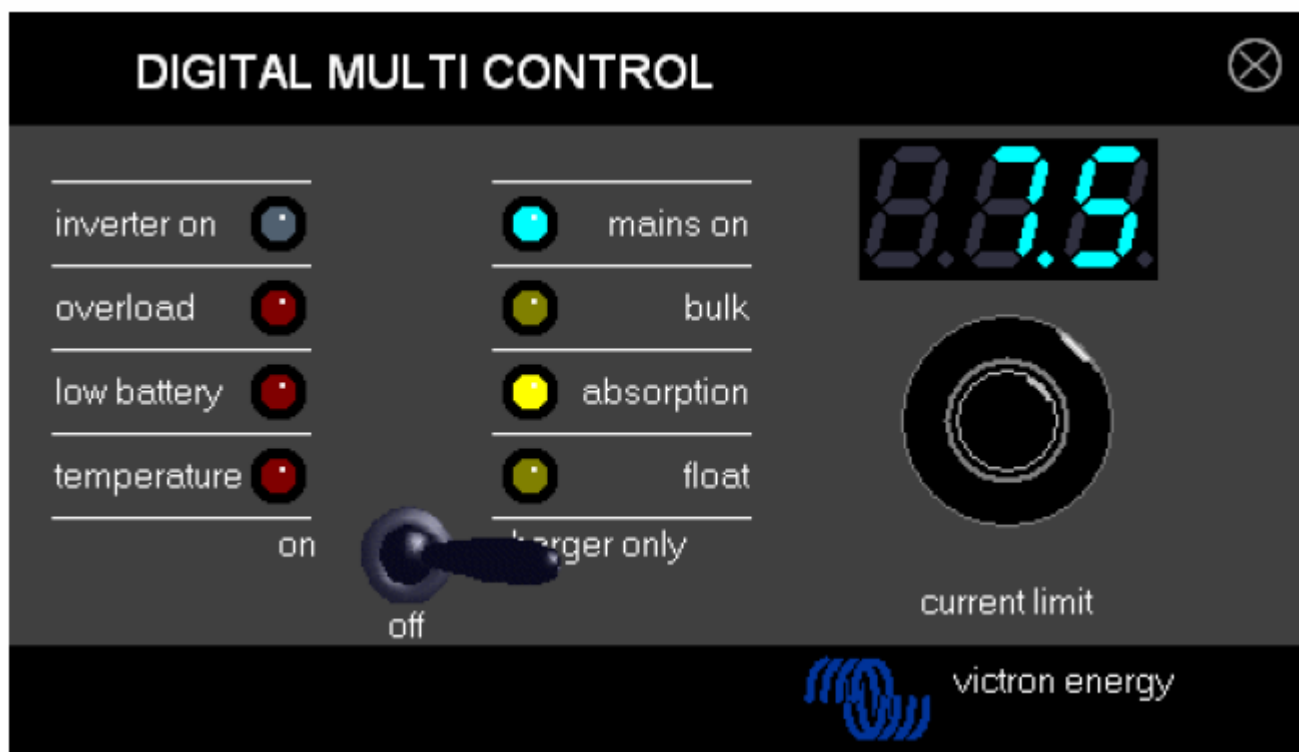 DIGITAL MULTI CONTROL
7.5
inverter on
mains on
overload
bulk
low battery
absorption
temperature
float
on
only
off
current limit
victron energy